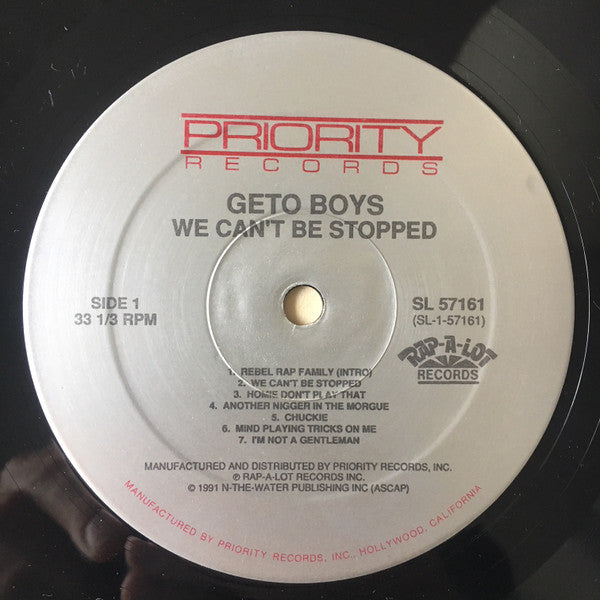 PRIORITY
RECORDS
GETO BOYS
WE CAN'T BE STOPPED
SIDE 1
33 1/3 RPM
SL 57161
(SL-1-57161)
RAP-A-LOT
RECORDS
1. REBEL RAP FAMILY (INTRO)
2. WE CAN'T BE STOPPED
3. HOMIE DON'T PLAY THAT
4. ANOTHER NIGGER IN THE MORGUE
5. CHUCKIE
6. MIND PLAYING TRICKS ON ME
7. I'M NOT A GENTLEMAN
MANUFACTURED AND DISTRIBUTED BY PRIORITY RECORDS, INC.
℗ RAP-A-LOT RECORDS INC.
© 1991 N-THE-WATER PUBLISHING INC (ASCAP)
MANUFACTURED BY PRIORITY RECORDS, INC., HOLLYWOOD, CALIFORNIA